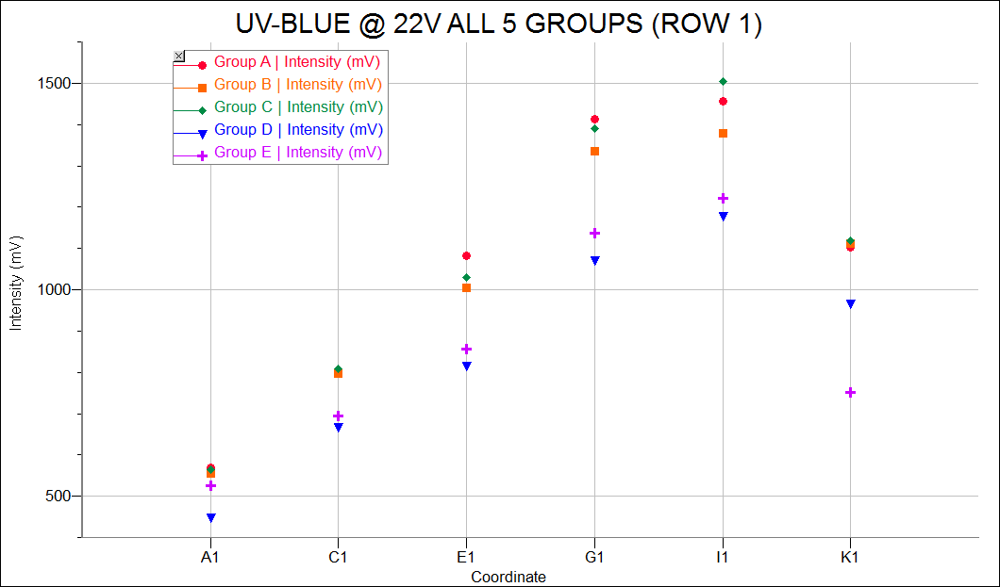 UV-BLUE @ 22V ALL 5 GROUPS (ROW 1)
Group A | Intensity (mV)
Group B | Intensity (mV)
Group C | Intensity (mV)
Group D | Intensity (mV)
Group E | Intensity (mV)
Intensity (mV)
1500
1000
500
A1 C1 E1 G1 I1 K1
Coordinate